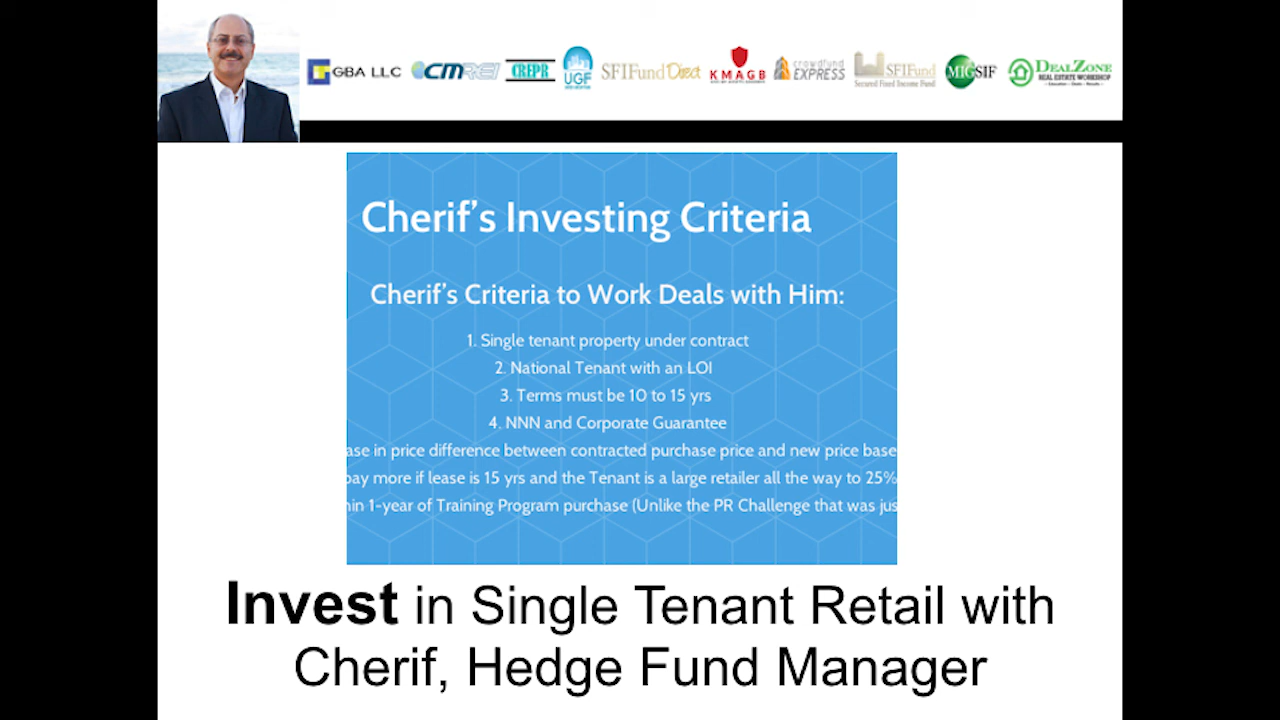 GBA LLC CMREI CREPR UGF SFIFund Direct KMAGB crowdfund EXPRESS SFIFund Secured Fixed Income Fund MIGSIF DEALZONE REAL ESTATE WORKSHOP
Cherif's Investing Criteria
Cherif's Criteria to Work Deals with Him:
1. Single tenant property under contract
2. National Tenant with an LOI
3. Terms must be 10 to 15 yrs
4. NNN and Corporate Guarantee
ase in price difference between contracted purchase price and new price base
pay more if lease is 15 yrs and the Tenant is a large retailer all the way to 25%
in 1-year of Training Program purchase (Unlike the PR Challenge that was jus
Invest in Single Tenant Retail with
Cherif, Hedge Fund Manager